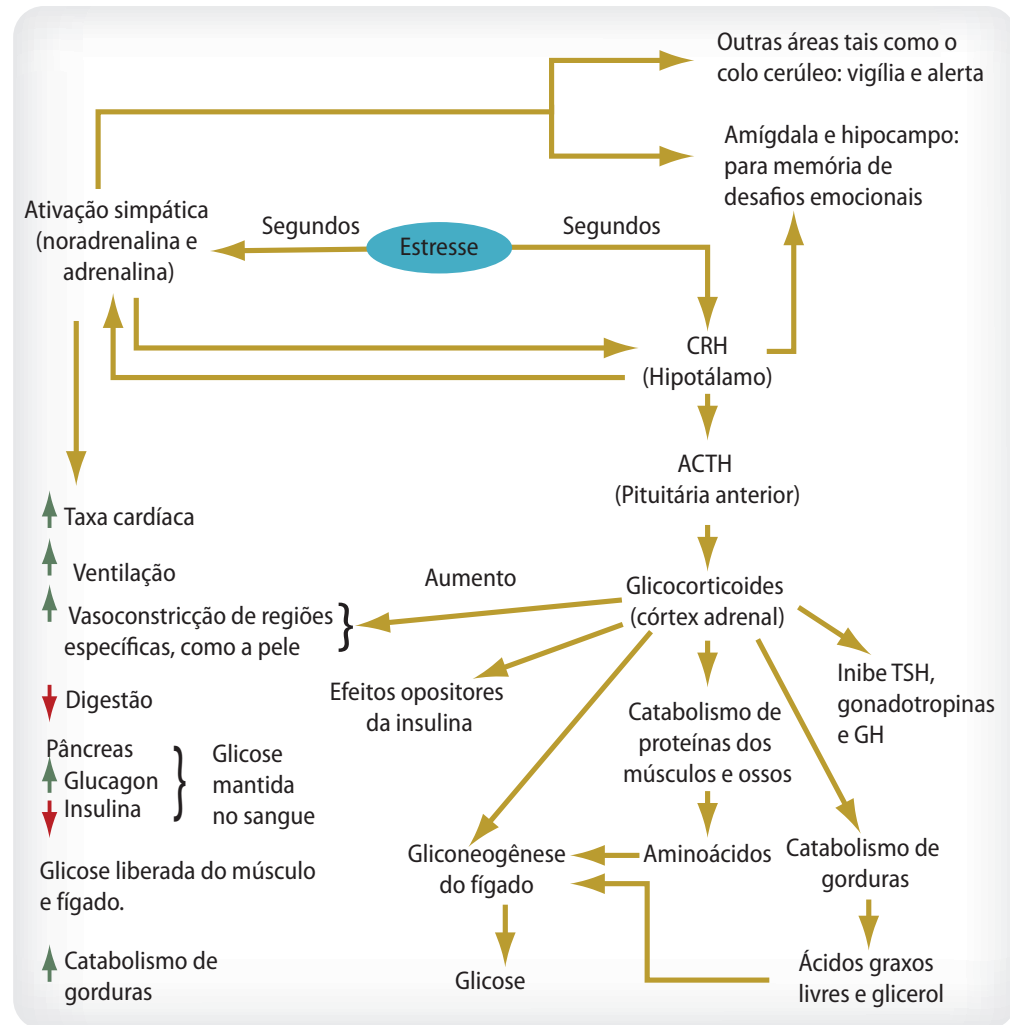 Outras áreas tais como o
colo cerúleo: vigília e alerta
Amígdala e hipocampo:
para memória de
desafios emocionais
Ativação simpática
(noradrenalina e
adrenalina)
Segundos
Estresse
Segundos
CRH
(Hipotálamo)
ACTH
(Pituitária anterior)
Taxa cardíaca
Ventilação
Vasoconstricção de regiões
específicas, como a pele
}
Aumento
Glicocorticoides
(córtex adrenal)
Efeitos opositores
da insulina
Catabolismo de
proteínas dos
músculos e ossos
Inibe TSH,
gonadotropinas
e GH
Digestão
Pâncreas
Glucagon
Insulina
}
Glicose
mantida
no sangue
Glicose liberada do músculo
e fígado.
Catabolismo de
gorduras
Gliconeogênese
do fígado
Aminoácidos
Catabolismo de
gorduras
Glicose
Ácidos graxos
livres e glicerol